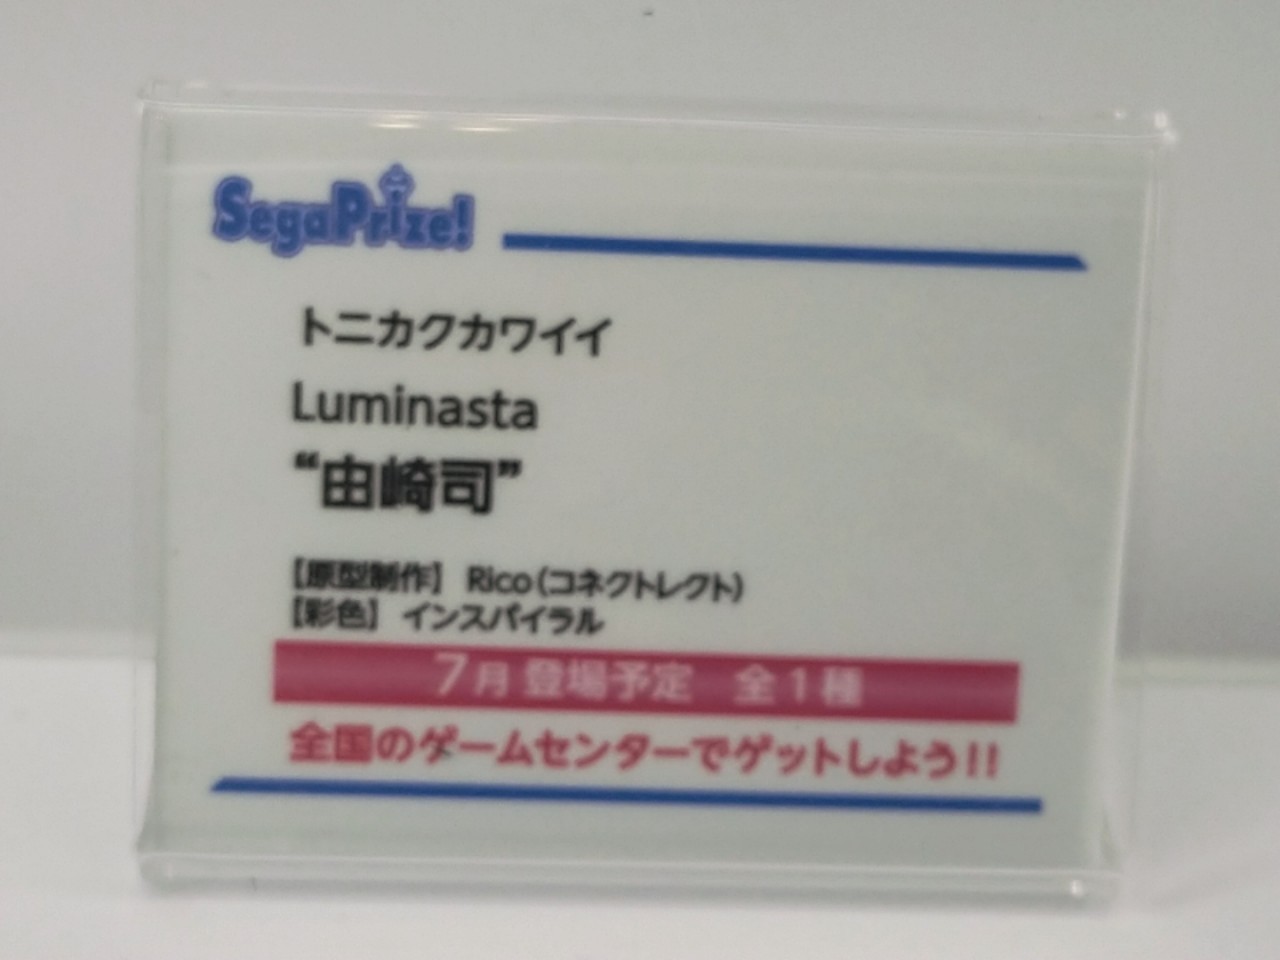 SegaPrize!
トニカクカワイイ
Luminasta
“由崎司”
【原型制作】 Rico(コネクトレクト)
【彩色】 インスパイラル
7月登場予定 全1種
全国のゲームセンターでゲットしよう!!